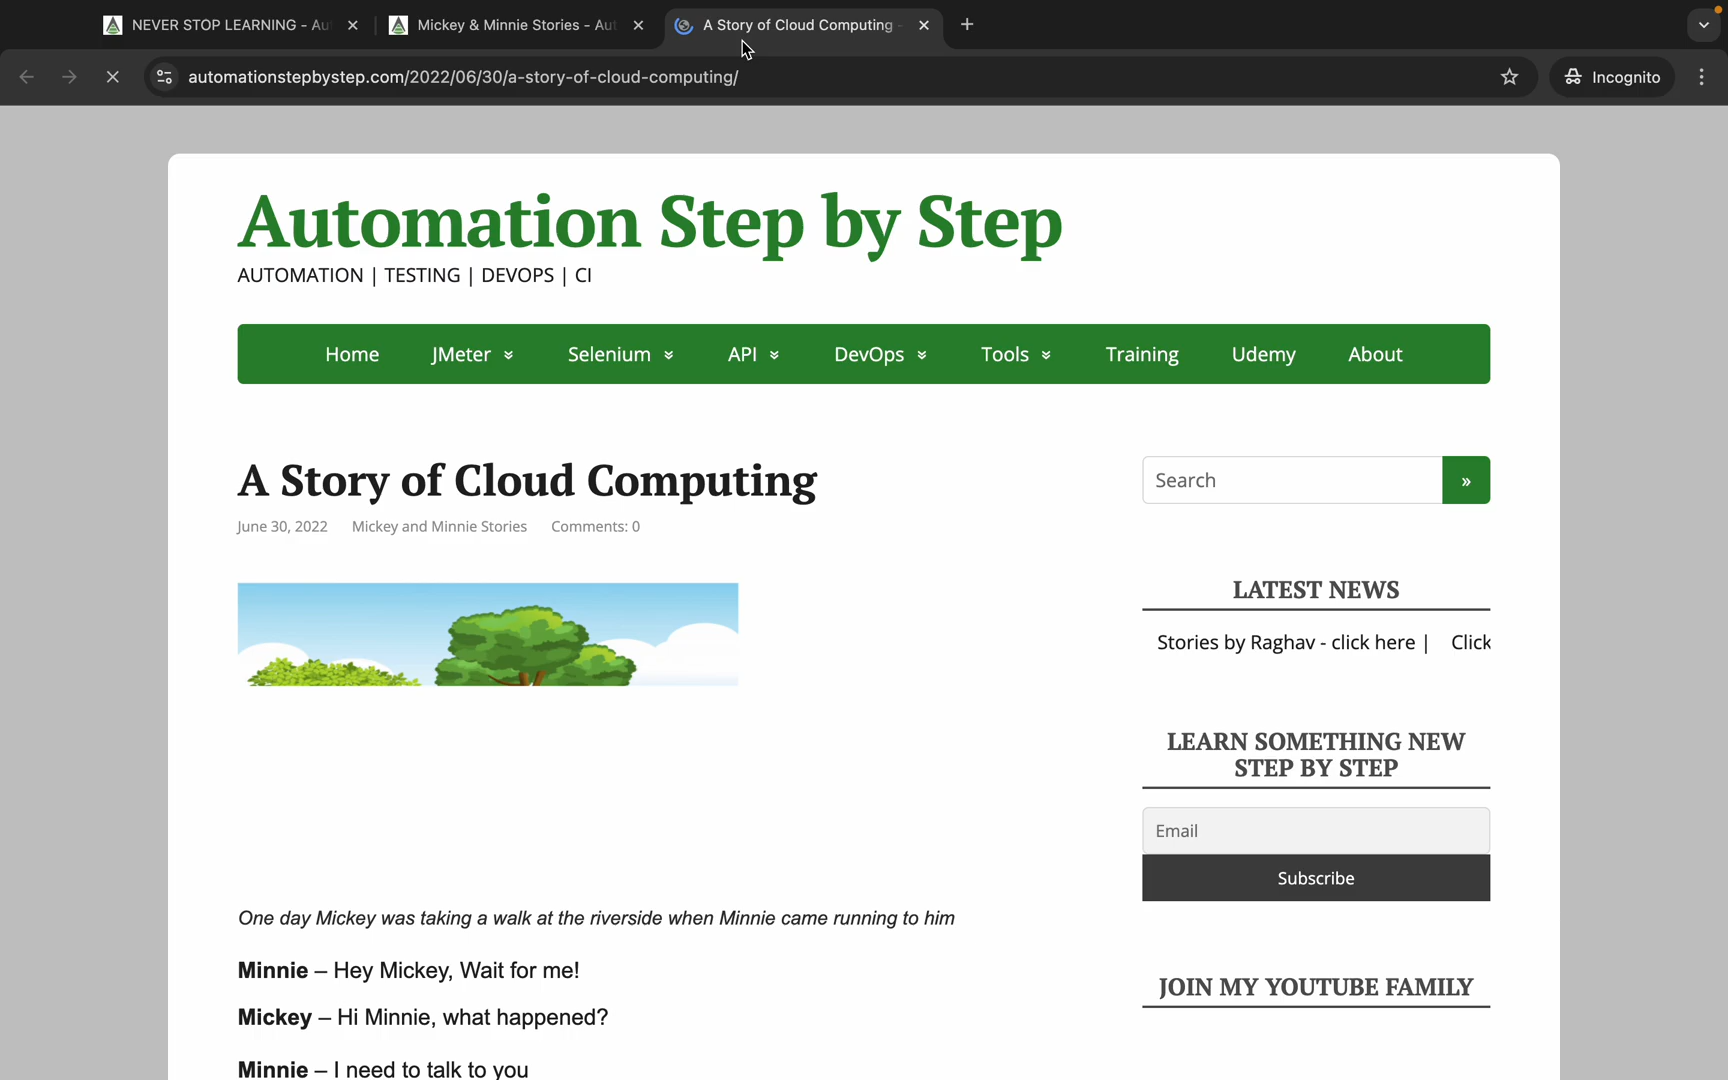 NEVER STOP LEARNING - Au
Mickey & Minnie Stories - Aut
A Story of Cloud Computing -
automationstepbystep.com/2022/06/30/a-story-of-cloud-computing/
Incognito
Automation Step by Step
AUTOMATION | TESTING | DEVOPS | CI
Home JMeter Selenium API DevOps Tools Training Udemy About
A Story of Cloud Computing
June 30, 2022 Mickey and Minnie Stories Comments: 0
Search »
LATEST NEWS
Stories by Raghav - click here | Click
LEARN SOMETHING NEW
STEP BY STEP
Email
Subscribe
One day Mickey was taking a walk at the riverside when Minnie came running to him
Minnie – Hey Mickey, Wait for me!
Mickey – Hi Minnie, what happened?
Minnie – I need to talk to you
JOIN MY YOUTUBE FAMILY